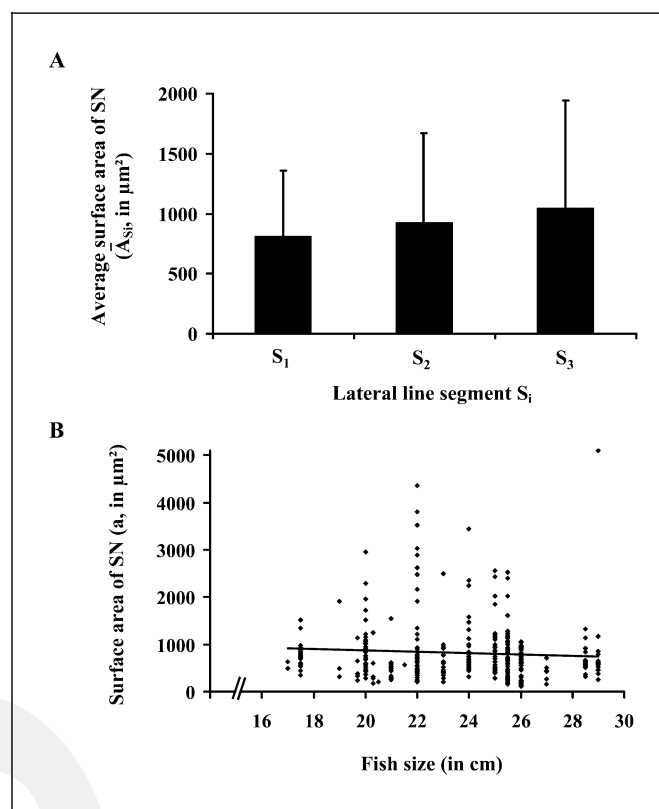 A
Average surface area of SN
(ĀSi, in µm²)
2000
1500
1000
500
0
S₁ S₂ S₃
Lateral line segment Sᵢ
B
Surface area of SN (a, in µm²)
5000
4000
3000
2000
1000
0
16 18 20 22 24 26 28 30
Fish size (in cm)